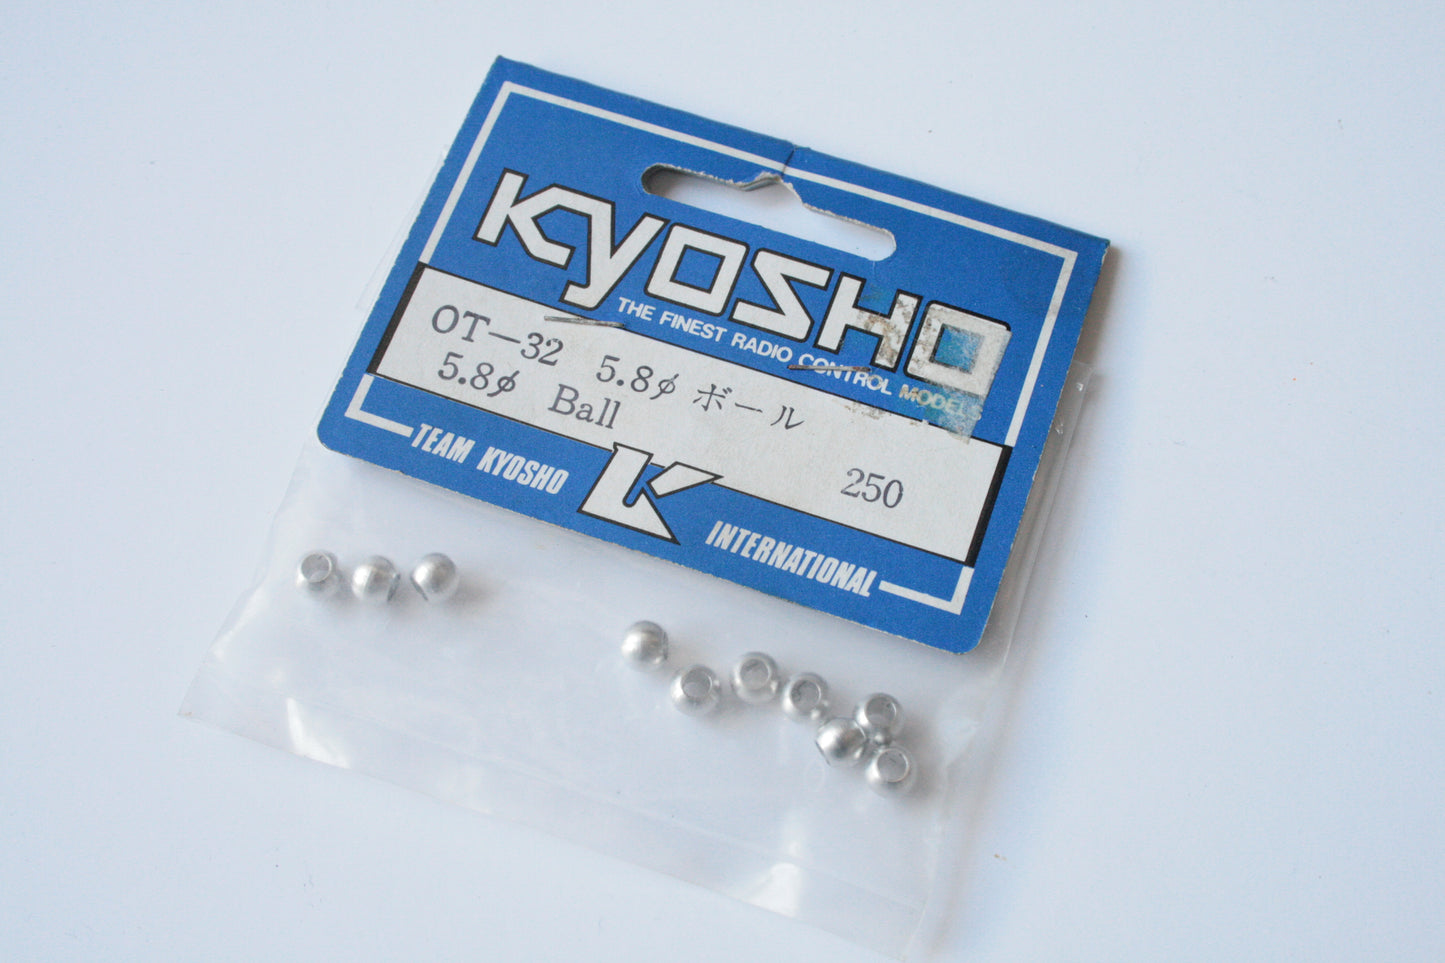 KYOSHO
THE FINEST RADIO CONTROL MODELS
OT-32 5.8φ ボール
5.8φ Ball
250
TEAM KYOSHO K INTERNATIONAL